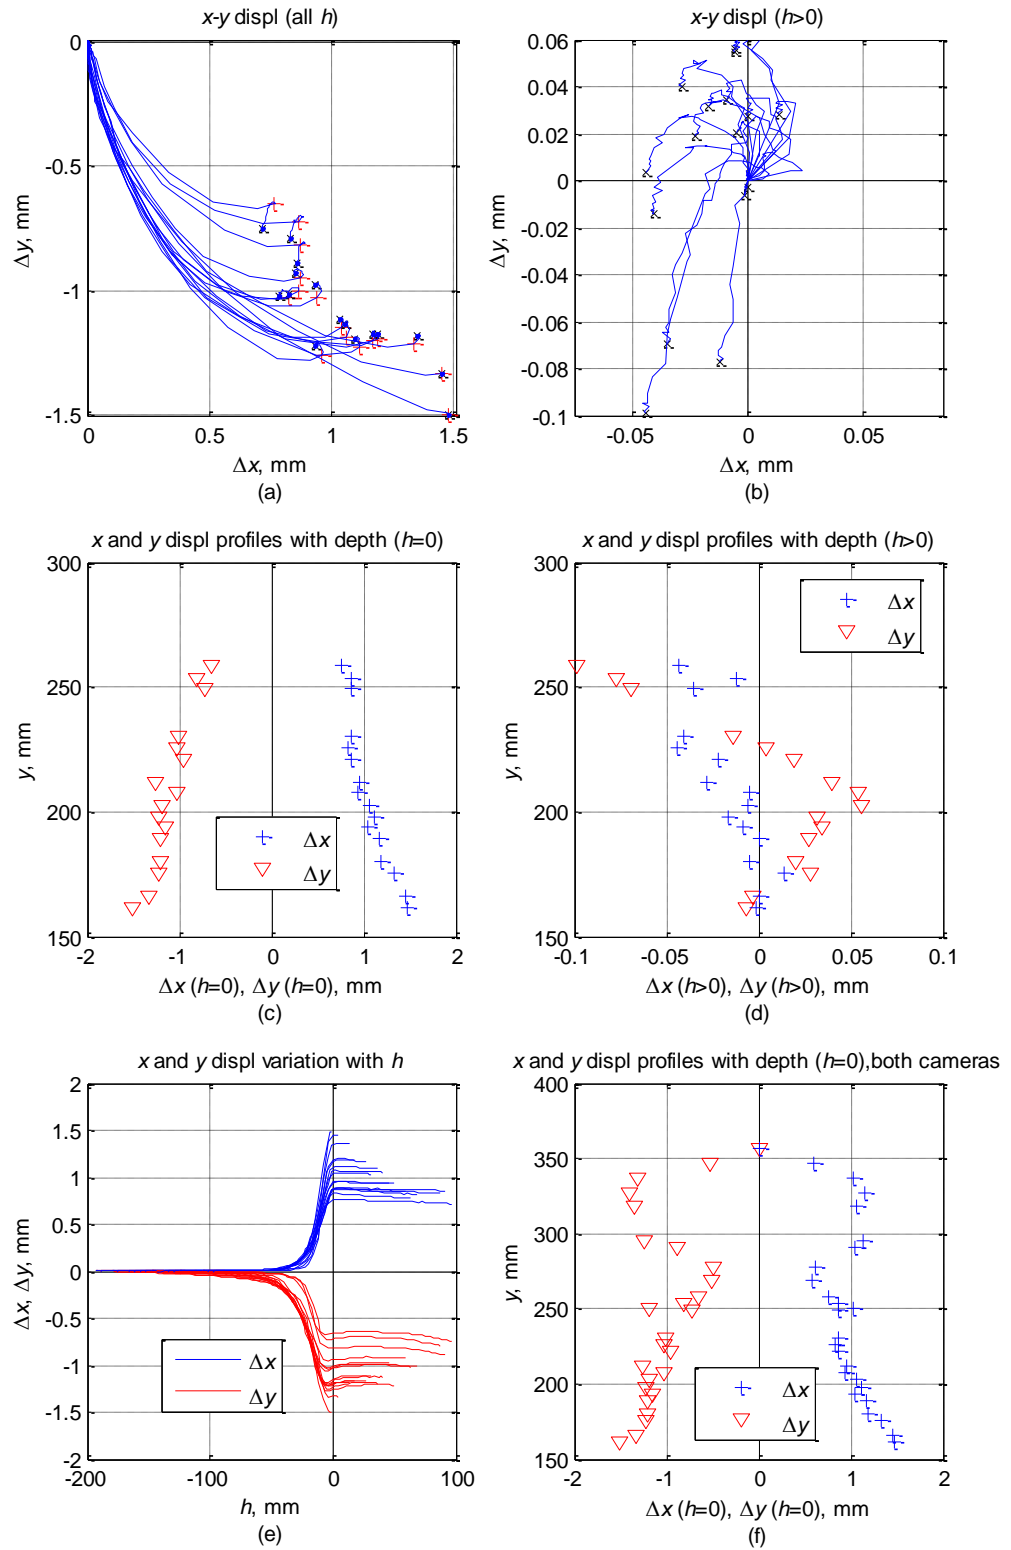 x-y displ (all h)
0
-0.5
-1
-1.5
0
0.5
1
1.5
Δy, mm
Δx, mm
(a)
x-y displ (h>0)
0.06
0.04
0.02
0
-0.02
-0.04
-0.06
-0.08
-0.1
-0.05
0
0.05
Δy, mm
Δx, mm
(b)
x and y displ profiles with depth (h=0)
300
250
200
150
-2
-1
0
1
2
y, mm
Δx
Δy
Δx (h=0), Δy (h=0), mm
(c)
x and y displ profiles with depth (h>0)
300
250
200
150
-0.1
-0.05
0
0.05
0.1
y, mm
Δx
Δy
Δx (h>0), Δy (h>0), mm
(d)
x and y displ variation with h
2
1.5
1
0.5
0
-0.5
-1
-1.5
-2
-200
-100
0
100
Δx, Δy, mm
Δx
Δy
h, mm
(e)
x and y displ profiles with depth (h=0),both cameras
400
350
300
250
200
150
-2
-1
0
1
2
y, mm
Δx
Δy
Δx (h=0), Δy (h=0), mm
(f)